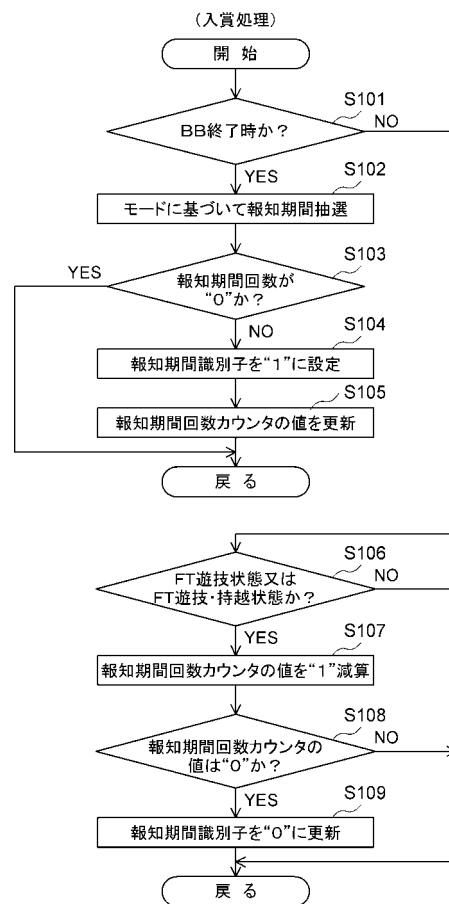 (入賞処理)
開 始
S101
BB終了時か？
NO
YES
S102
モードに基づいて報知期間抽選
S103
YES
報知期間回数が
“0”か？
NO
S104
報知期間識別子を“1”に設定
S105
報知期間回数カウンタの値を更新
戻 る
S106
FT遊技状態又は
FT遊技・持越状態か？
NO
YES
S107
報知期間回数カウンタの値を“1”減算
S108
報知期間回数カウンタの
値は“0”か？
NO
YES
S109
報知期間識別子を“0”に更新
戻 る